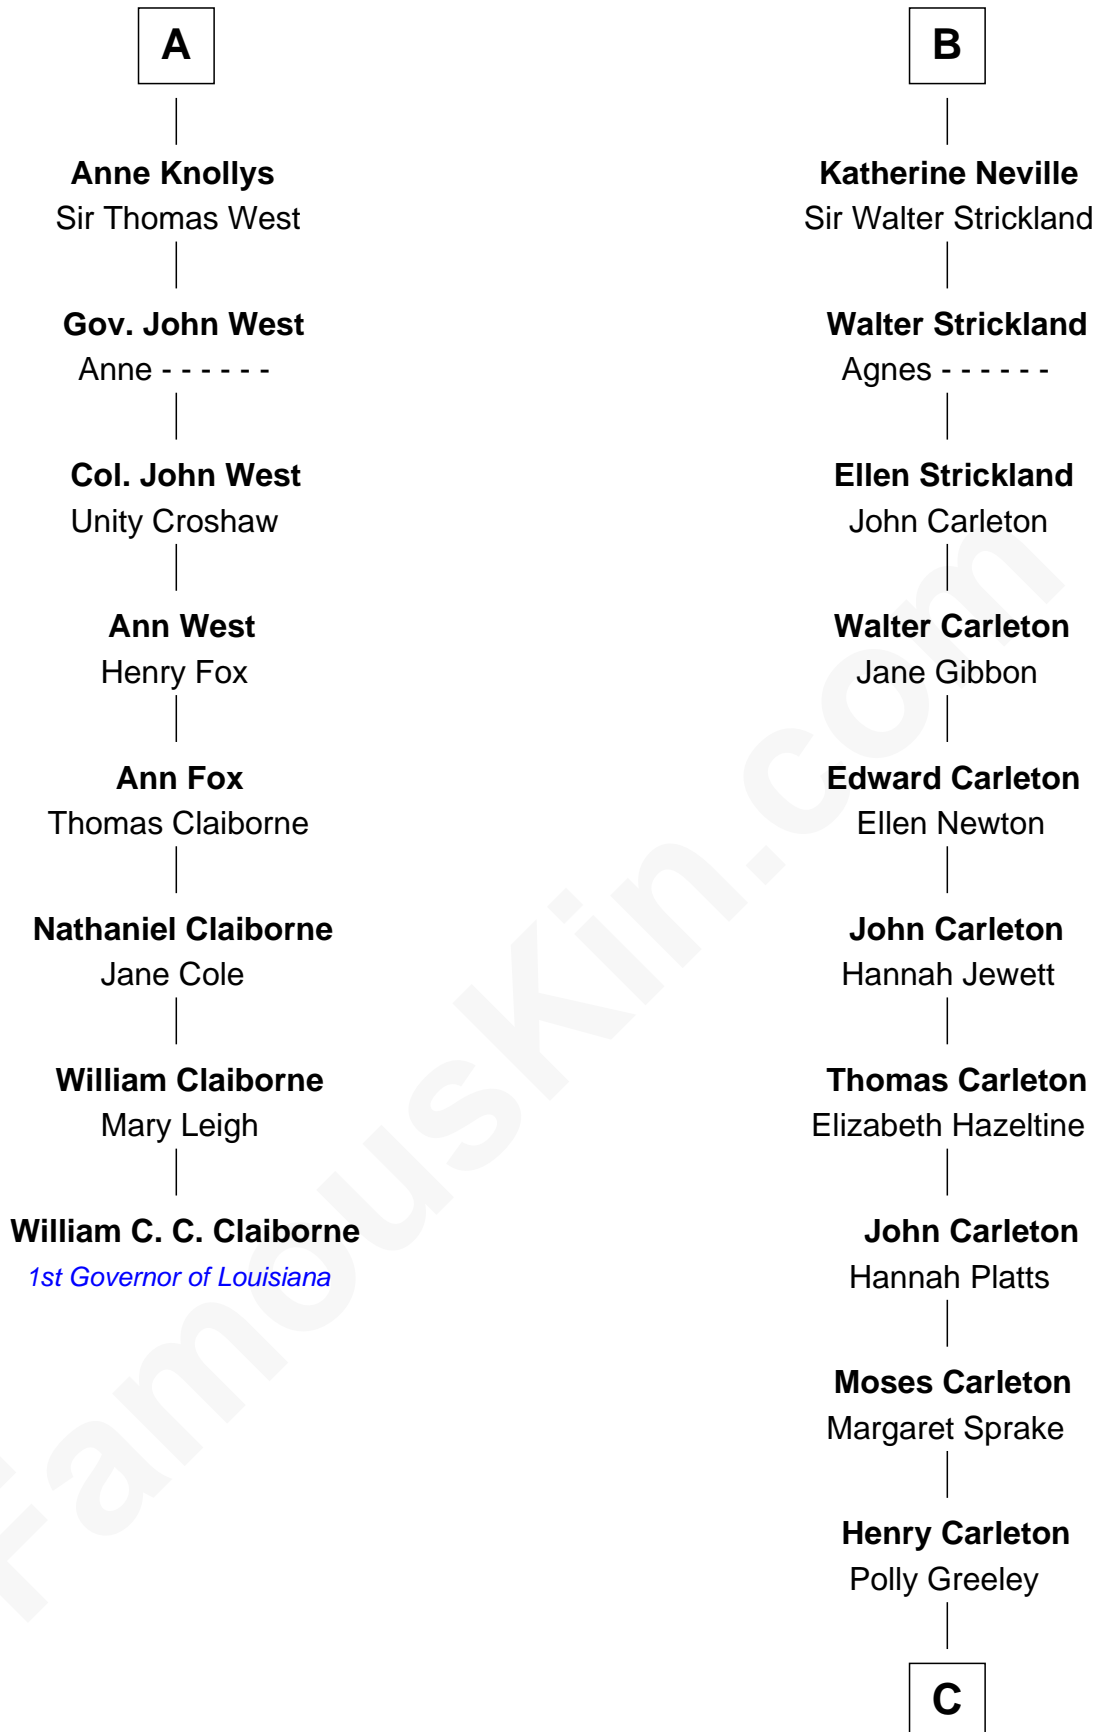 A
Anne Knollys
Sir Thomas West
Gov. John West
Anne - - - - - -
Col. John West
Unity Croshaw
Ann West
Henry Fox
Ann Fox
Thomas Claiborne
Nathaniel Claiborne
Jane Cole
William Claiborne
Mary Leigh
William C. C. Claiborne
1st Governor of Louisiana
B
Katherine Neville
Sir Walter Strickland
Walter Strickland
Agnes - - - - - -
Ellen Strickland
John Carleton
Walter Carleton
Jane Gibbon
Edward Carleton
Ellen Newton
John Carleton
Hannah Jewett
Thomas Carleton
Elizabeth Hazeltine
John Carleton
Hannah Platts
Moses Carleton
Margaret Sprake
Henry Carleton
Polly Greeley
C
FamousKin.com